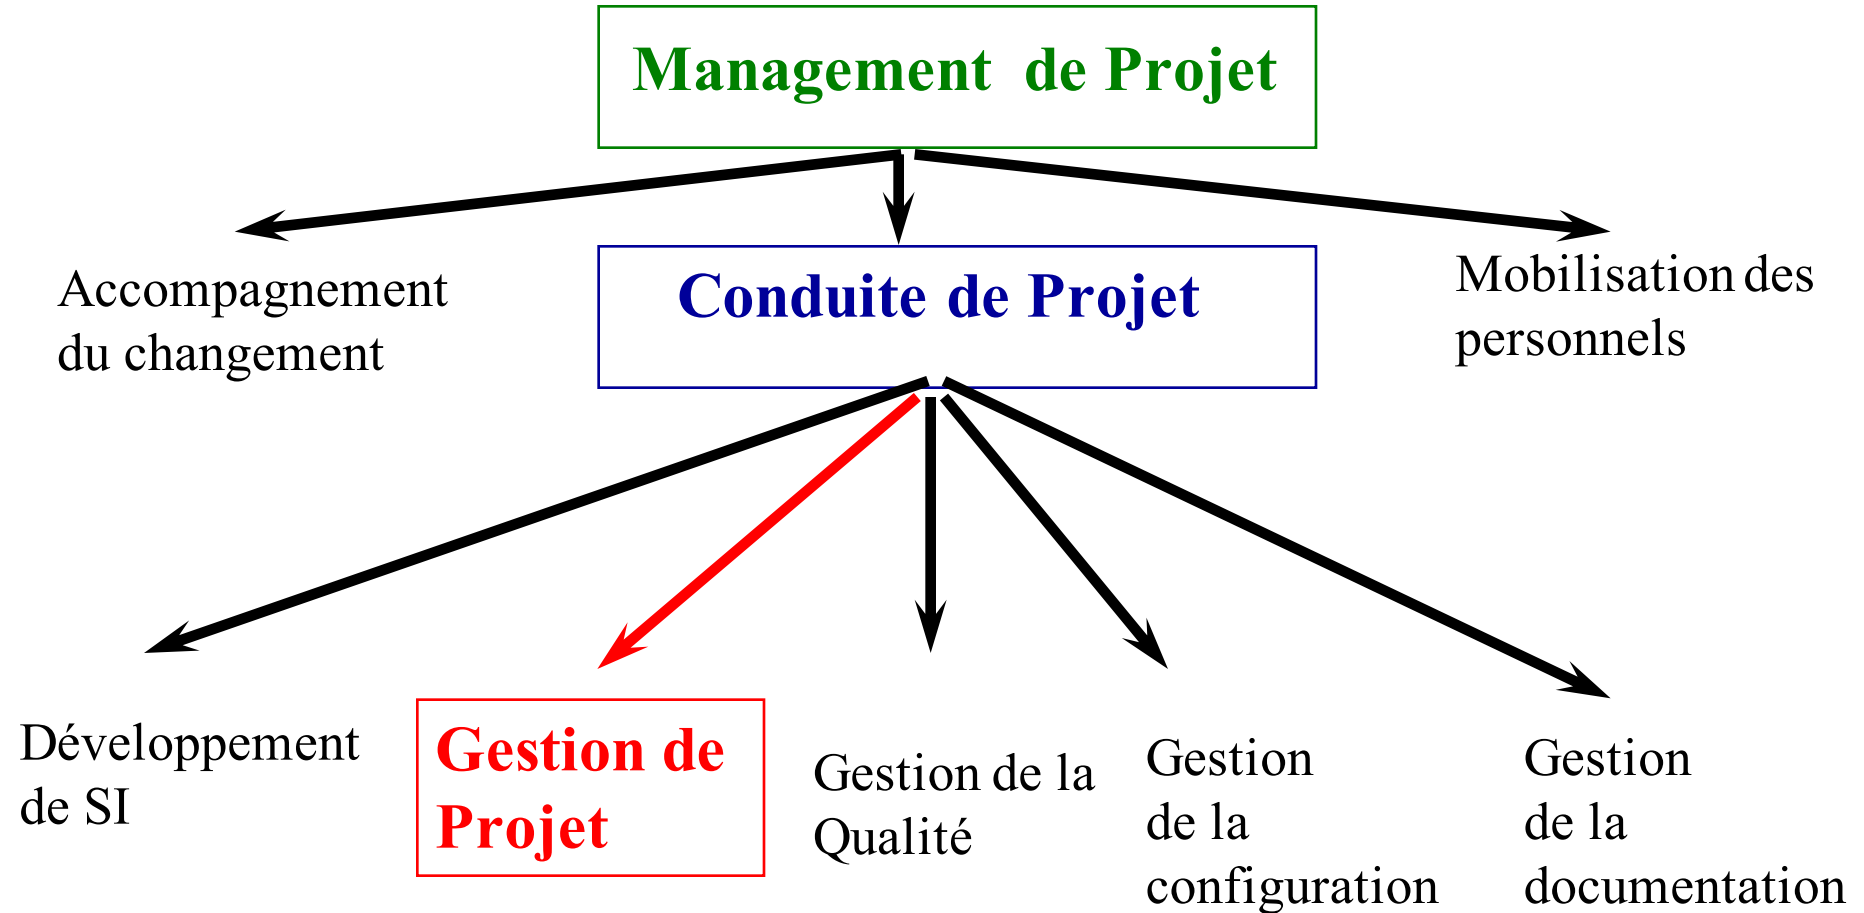 Management de Projet
Accompagnement
du changement
Conduite de Projet
Mobilisation des
personnels
Développement
de SI
Gestion de
Projet
Gestion de la
Qualité
Gestion
de la
configuration
Gestion
de la
documentation